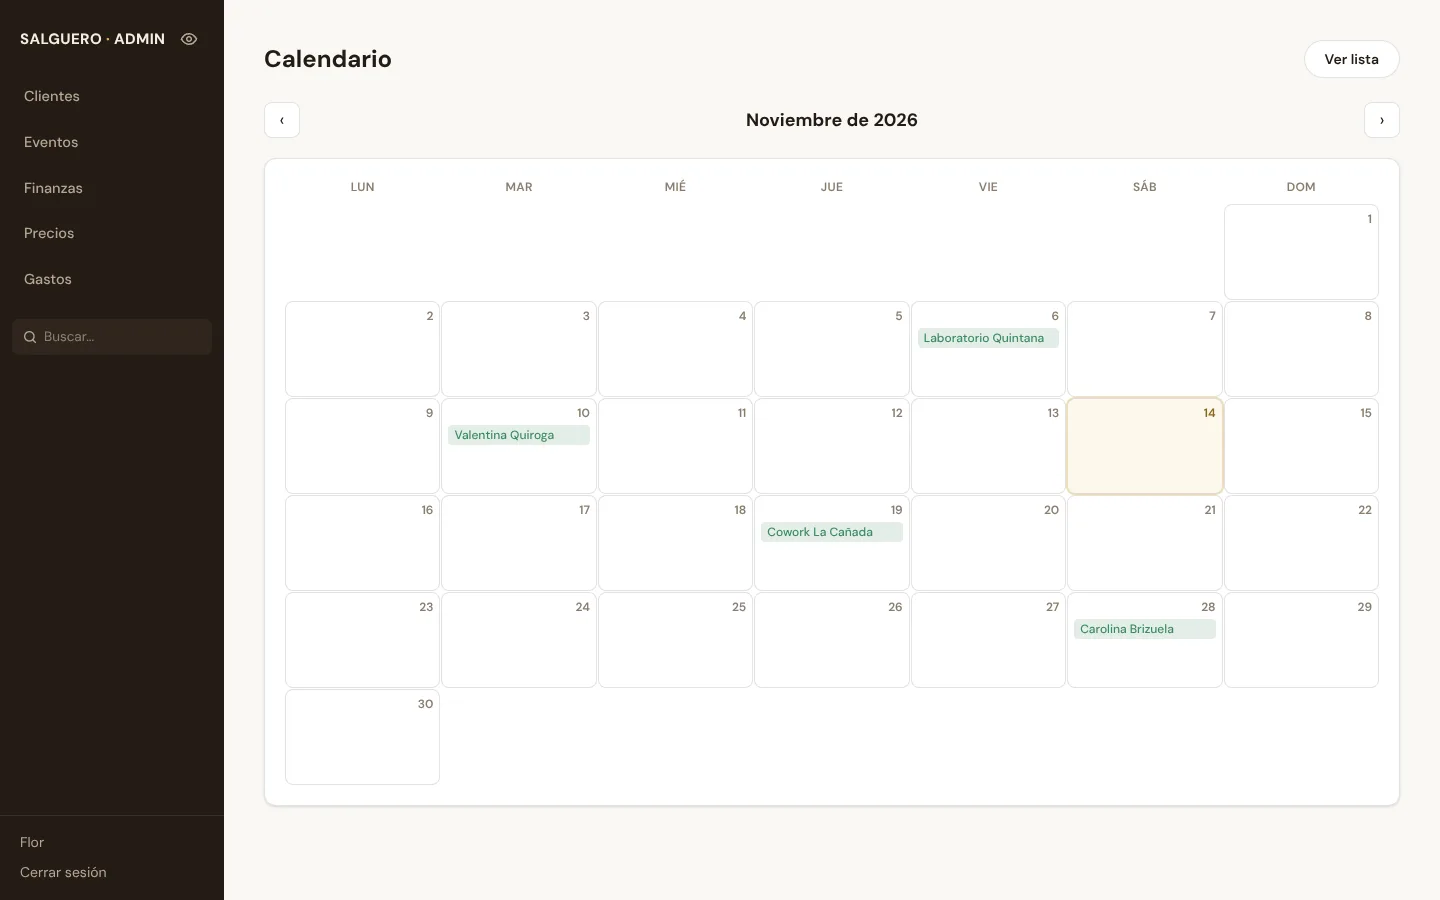 SALGUERO · ADMIN
Clientes
Eventos
Finanzas
Precios
Gastos
Buscar...
Flor
Cerrar sesión
Calendario
Ver lista
‹ Noviembre de 2026 ›
LUN MAR MIÉ JUE VIE SÁB DOM
1
2 3 4 5 6 7 8
Laboratorio Quintana
9 10 11 12 13 14 15
Valentina Quiroga
16 17 18 19 20 21 22
Cowork La Cañada
23 24 25 26 27 28 29
Carolina Brizuela
30